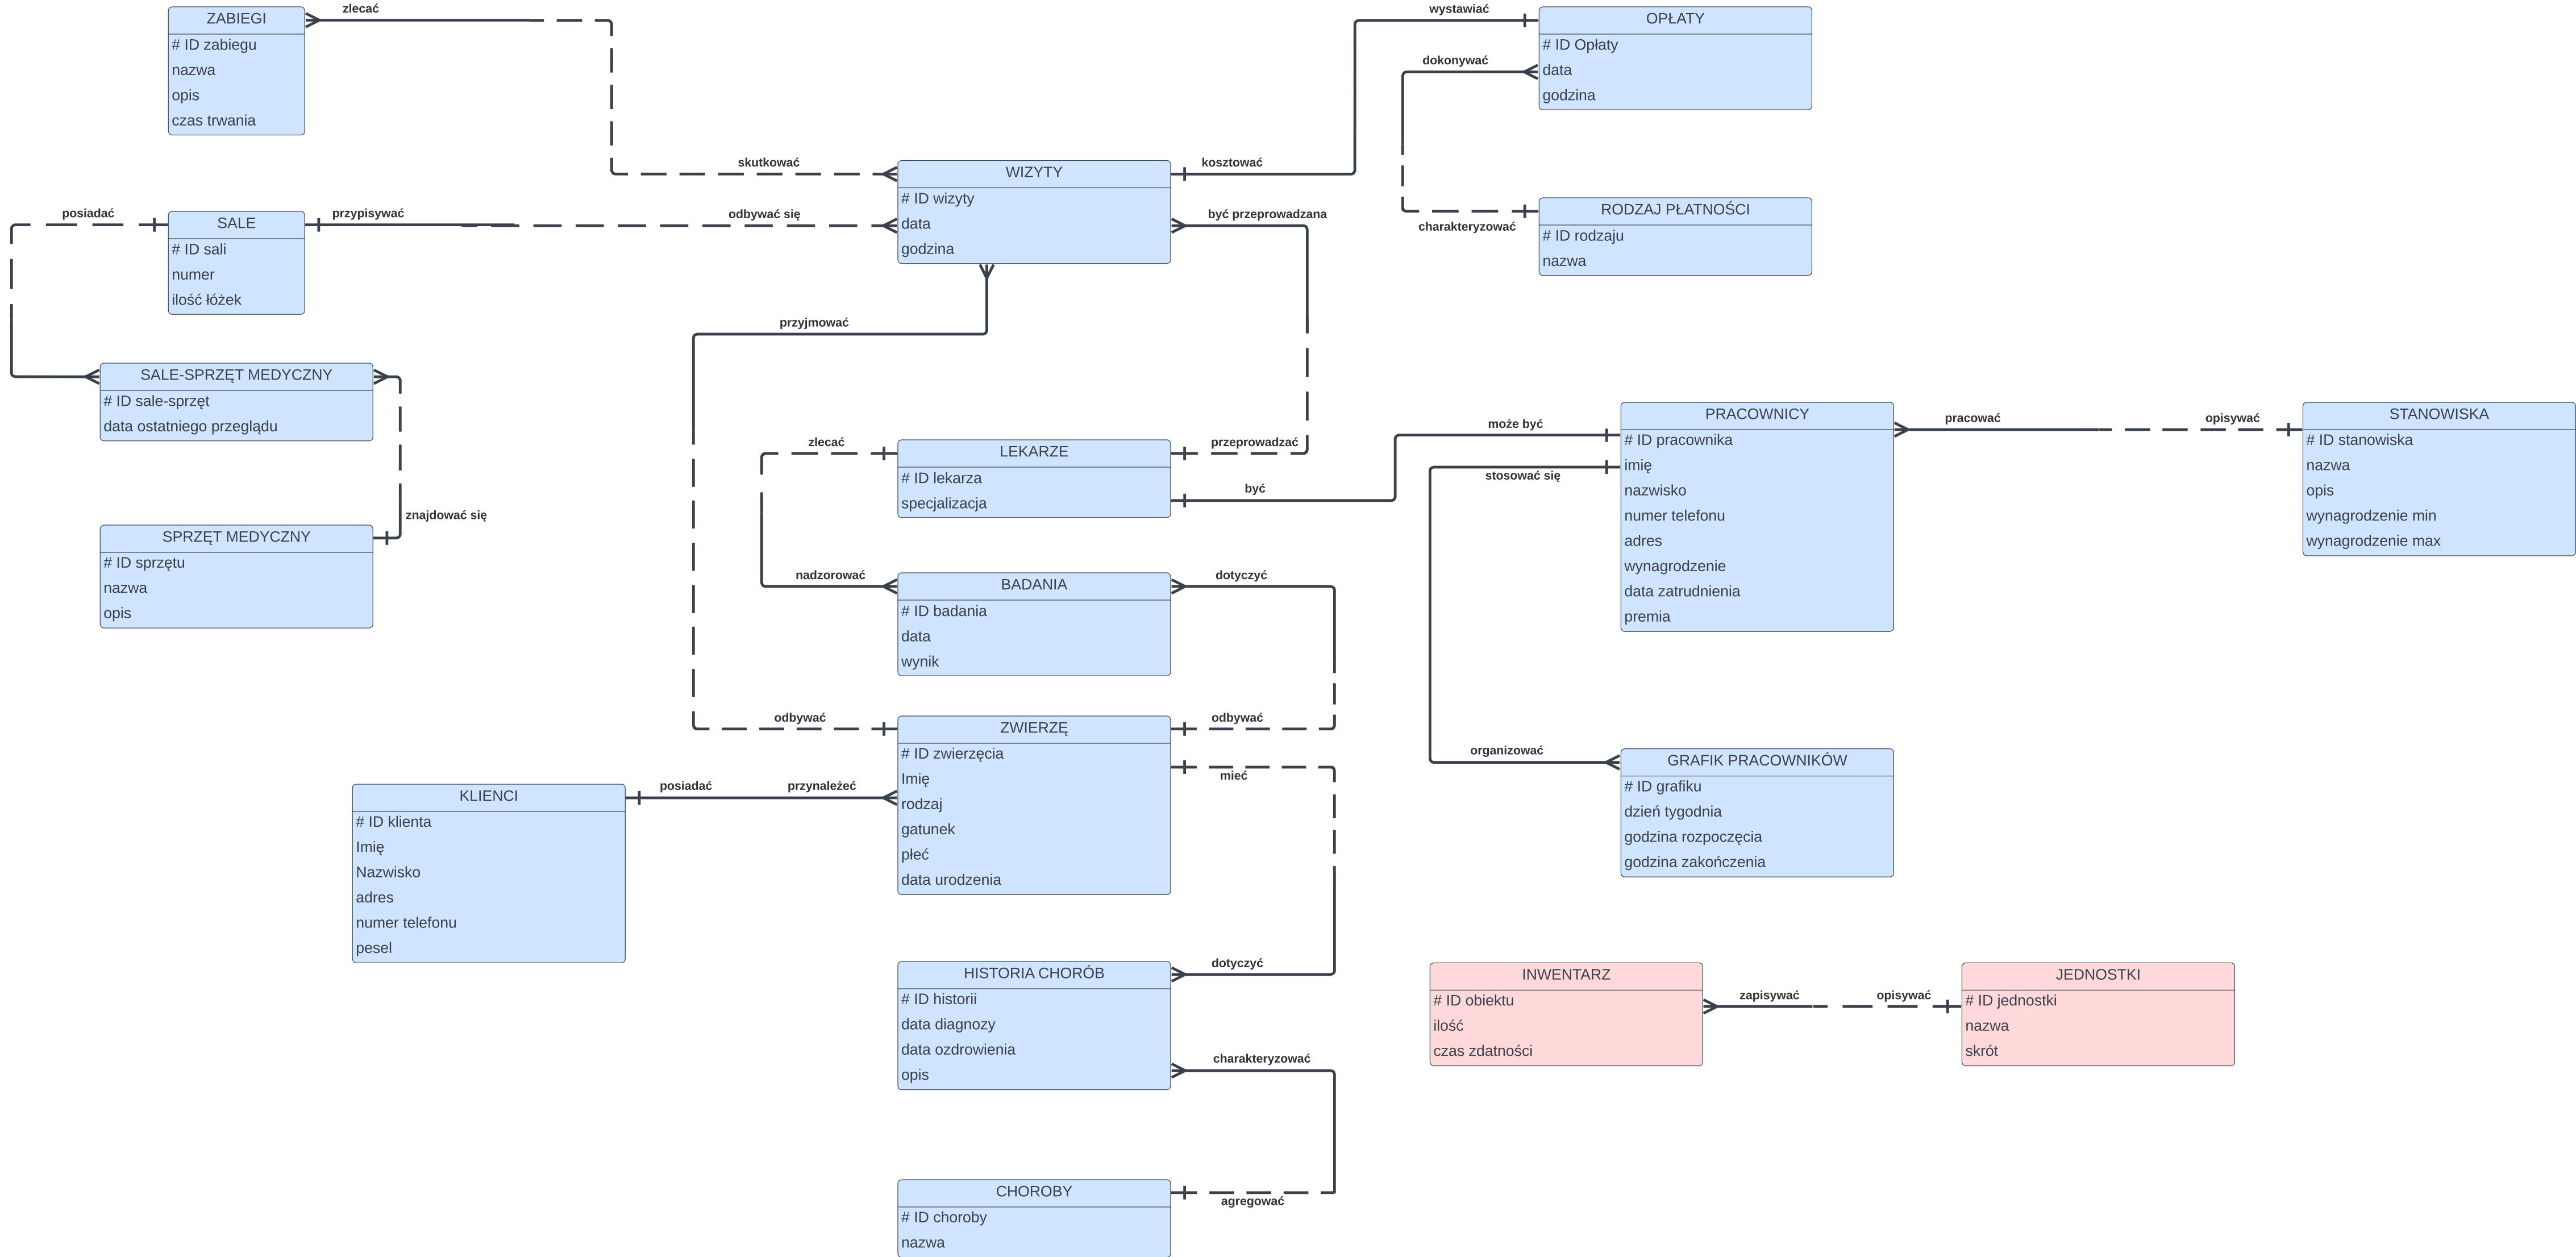 ZABIEGI
# ID zabiegu
nazwa
opis
czas trwania
zlecać
skutkować
wystawiać
OPŁATY
# ID Opłaty
data
godzina
dokonywać
WIZYTY
# ID wizyty
data
godzina
kosztować
być przeprowadzana
RODZAJ PŁATNOŚCI
# ID rodzaju
nazwa
charakteryzować
posiadać
SALE
# ID sali
numer
ilość łóżek
przypisywać
odbywać się
przyjmować
SALE-SPRZĘT MEDYCZNY
# ID sale-sprzęt
data ostatniego przeglądu
znajdować się
SPRZĘT MEDYCZNY
# ID sprzętu
nazwa
opis
zlecać
LEKARZE
# ID lekarza
specjalizacja
przeprowadzać
być
może być
stosować się
PRACOWNICY
# ID pracownika
imię
nazwisko
numer telefonu
adres
wynagrodzenie
data zatrudnienia
premia
pracować
opisywać
STANOWISKA
# ID stanowiska
nazwa
opis
wynagrodzenie min
wynagrodzenie max
nadzorować
BADANIA
# ID badania
data
wynik
dotyczyć
odbywać
ZWIERZĘ
# ID zwierzęcia
Imię
rodzaj
gatunek
płeć
data urodzenia
odbywać
mieć
organizować
GRAFIK PRACOWNIKÓW
# ID grafiku
dzień tygodnia
godzina rozpoczęcia
godzina zakończenia
KLIENCI
# ID klienta
Imię
Nazwisko
adres
numer telefonu
pesel
posiadać
przynależeć
HISTORIA CHORÓB
# ID historii
data diagnozy
data ozdrowienia
opis
dotyczyć
charakteryzować
INWENTARZ
# ID obiektu
ilość
czas zdatności
zapisywać
opisywać
JEDNOSTKI
# ID jednostki
nazwa
skrót
CHOROBY
# ID choroby
nazwa
agregować